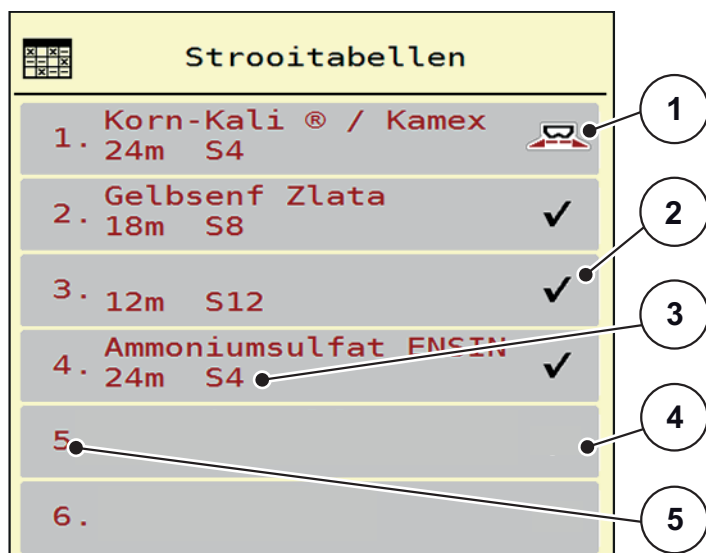 Strooitabellen
1. Korn-Kali ® / Kamex
24m S4
2. Gelbsenf Zlata
18m S8
3.
12m S12
4. Ammoniumsulfat ENSIN
24m S4
5
6.
1
2
3
4
5